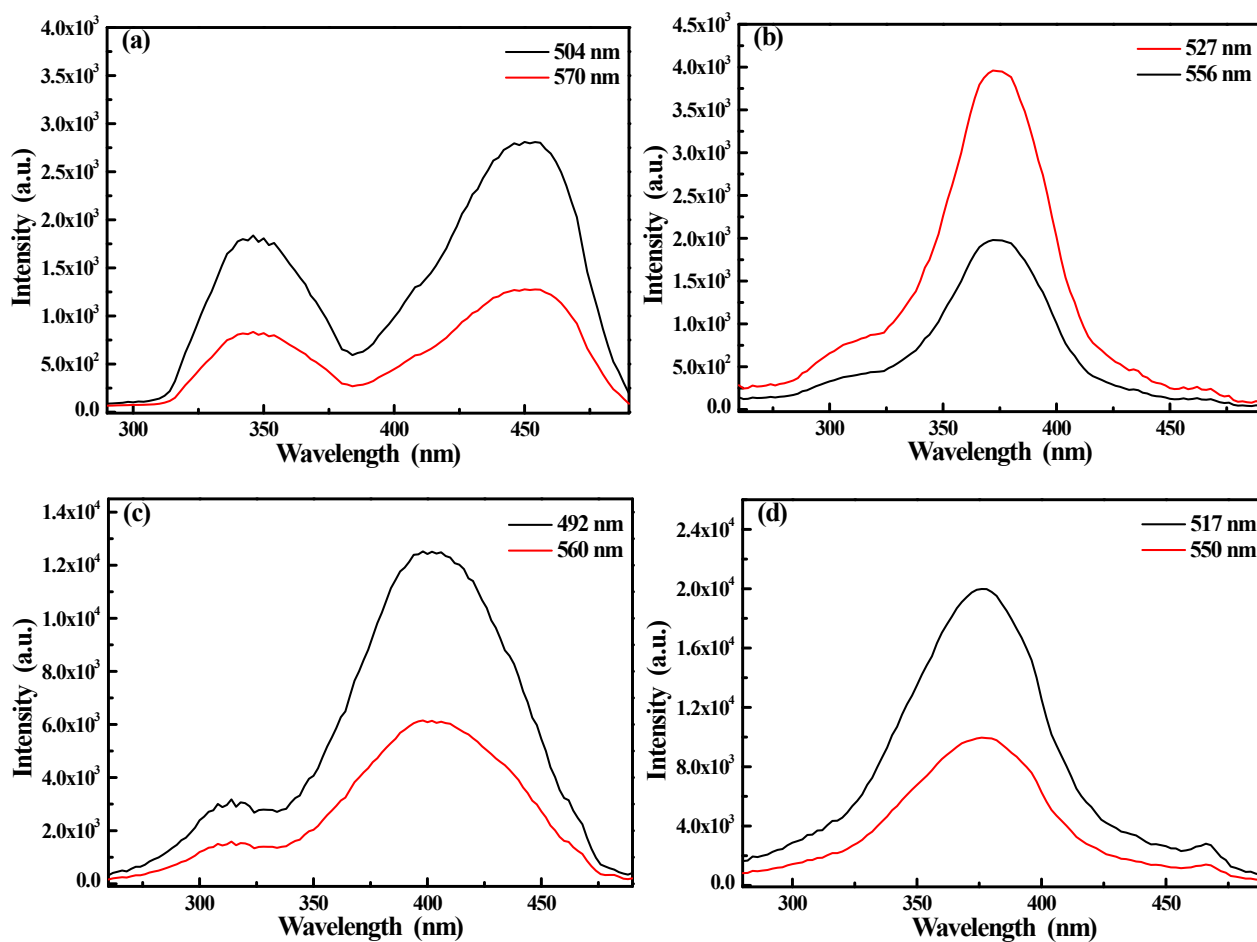 (a)
504 nm
570 nm
4.0x10³
3.5x10³
3.0x10³
2.5x10³
2.0x10³
1.5x10³
1.0x10³
5.0x10²
0.0
Intensity (a.u.)
300 350 400 450
Wavelength (nm)
(b)
527 nm
556 nm
4.5x10³
4.0x10³
3.5x10³
3.0x10³
2.5x10³
2.0x10³
1.5x10³
1.0x10³
5.0x10²
0.0
Intensity (a.u.)
300 350 400 450
Wavelength (nm)
(c)
492 nm
560 nm
1.4x10⁴
1.2x10⁴
1.0x10⁴
8.0x10³
6.0x10³
4.0x10³
2.0x10³
0.0
Intensity (a.u.)
300 350 400 450
Wavelength (nm)
(d)
517 nm
550 nm
2.4x10⁴
2.0x10⁴
1.6x10⁴
1.2x10⁴
8.0x10³
4.0x10³
0.0
Intensity (a.u.)
300 350 400 450
Wavelength (nm)